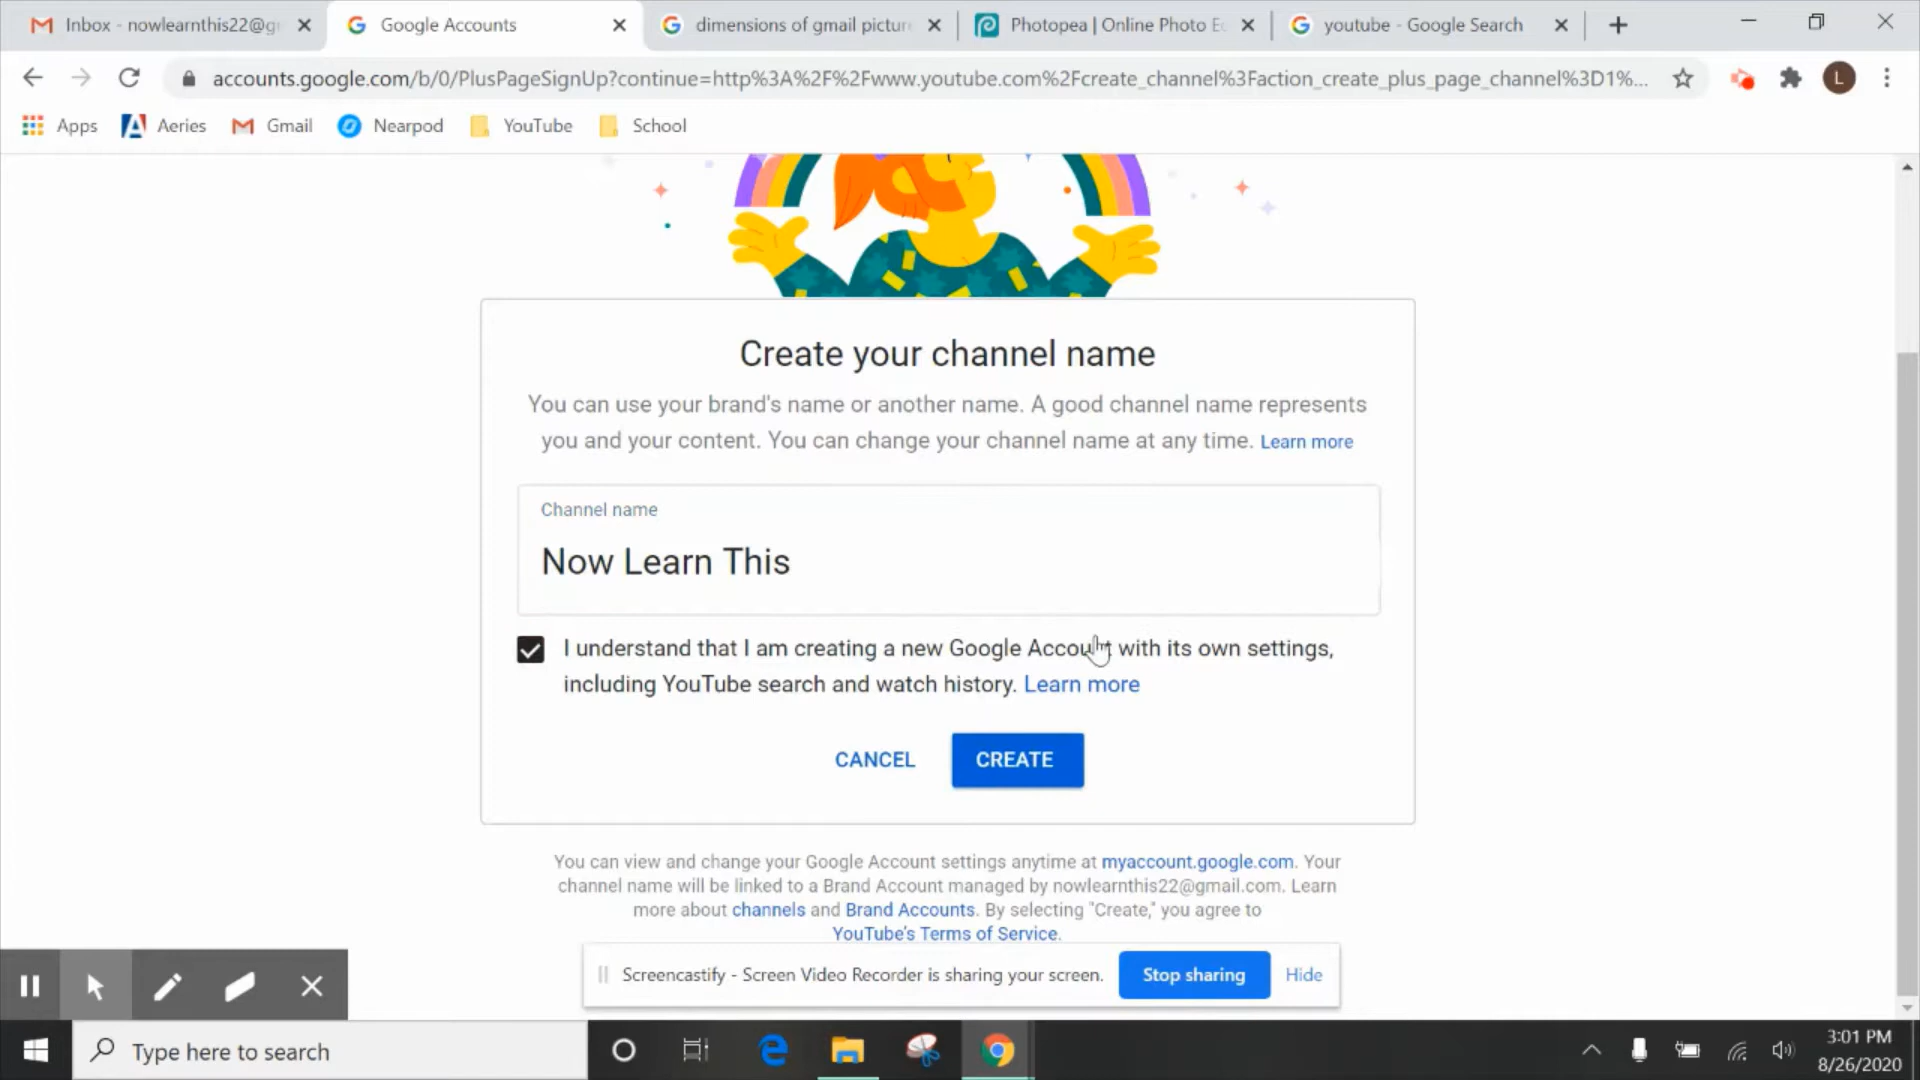 Inbox - nowlearnthis22@g
Google Accounts
dimensions of gmail pictur
Photopea | Online Photo E
youtube - Google Search
accounts.google.com/b/0/PlusPageSignUp?continue=http%3A%2F%2Fwww.youtube.com%2Fcreate_channel%3Faction_create_plus_page_channel%3D1%...
L
Apps
Aeries
Gmail
Nearpod
YouTube
School
Create your channel name
You can use your brand's name or another name. A good channel name represents
you and your content. You can change your channel name at any time. Learn more
Channel name
Now Learn This
I understand that I am creating a new Google Account with its own settings,
including YouTube search and watch history. Learn more
CANCEL
CREATE
You can view and change your Google Account settings anytime at myaccount.google.com. Your
channel name will be linked to a Brand Account managed by nowlearnthis22@gmail.com. Learn
more about channels and Brand Accounts. By selecting "Create," you agree to
YouTube's Terms of Service.
Screencastify - Screen Video Recorder is sharing your screen.
Stop sharing
Hide
Type here to search
3:01 PM
8/26/2020